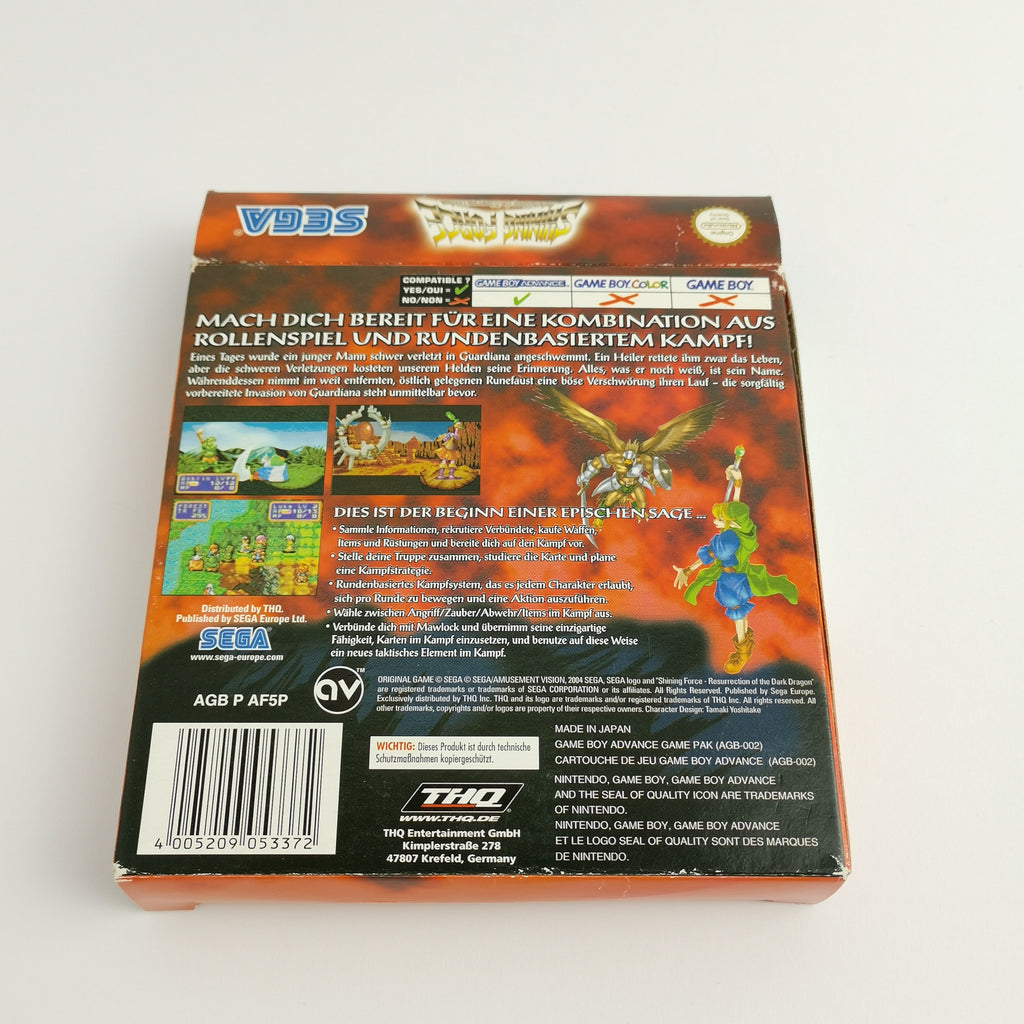 SEGA®
SHINING FORCE
Original Nintendo Seal of Quality
COMPATIBLE ?
YES/OUI =
NO/NON =
GAME BOY ADVANCE
GAME BOY COLOR
GAME BOY
MACH DICH BEREIT FÜR EINE KOMBINATION AUS
ROLLENSPIEL UND RUNDENBASIERTEM KAMPF!
Eines Tages wurde ein junger Mann schwer verletzt in Guardiana angeschwemmt. Ein Heiler rettete ihm zwar das Leben,
aber die schweren Verletzungen kosteten unserem Helden seine Erinnerung. Alles, was er noch weiß, ist sein Name.
Währenddessen nimmt im weit entfernten, östlich gelegenen Runefaust eine böse Verschwörung ihren Lauf – die sorgfältig
vorbereitete Invasion von Guardiana steht unmittelbar bevor.
DIES IST DER BEGINN EINER EPISCHEN SAGE ...
• Sammle Informationen, rekrutiere Verbündete, kaufe Waffen,
Items und Rüstungen und bereite dich auf den Kampf vor.
• Stelle deine Truppe zusammen, studiere die Karte und plane
eine Kampfstrategie.
• Rundenbasiertes Kampfsystem, das es jedem Charakter erlaubt,
sich pro Runde zu bewegen und eine Aktion auszuführen.
• Wähle zwischen Angriff/Zauber/Abwehr/Items im Kampf aus.
• Verbünde dich mit Mawlock und übernimm seine einzigartige
Fähigkeit, Karten im Kampf einzusetzen, und benutze auf diese Weise
ein neues taktisches Element im Kampf.
Distributed by THQ.
Published by SEGA Europe Ltd.
SEGA
www.sega-europe.com
AGB P AF5P
av™
ORIGINAL GAME © SEGA © SEGA/AMUSEMENT VISION, 2004 SEGA, SEGA logo and "Shining Force - Resurrection of the Dark Dragon"
are registered trademarks or trademarks of SEGA CORPORATION or its affiliates. All Rights Reserved. Published by Sega Europe.
Exclusively distributed by THQ Inc. THQ and its logo are trademarks and/or registered trademarks of THQ Inc. All rights reserved. All
other trademarks, copyrights and/or logos are property of their respective owners. Character Design: Tamaki Yoshitake
WICHTIG: Dieses Produkt ist durch technische
Schutzmaßnahmen kopiergeschützt.
THQ
WWW.THQ.DE
THQ Entertainment GmbH
Kimplerstraße 278
47807 Krefeld, Germany
MADE IN JAPAN
GAME BOY ADVANCE GAME PAK (AGB-002)
CARTOUCHE DE JEU GAME BOY ADVANCE (AGB-002)
NINTENDO, GAME BOY, GAME BOY ADVANCE
AND THE SEAL OF QUALITY ICON ARE TRADEMARKS
OF NINTENDO.
NINTENDO, GAME BOY, GAME BOY ADVANCE
ET LE LOGO SEAL OF QUALITY SONT DES MARQUES
DE NINTENDO.
4 005209 053372